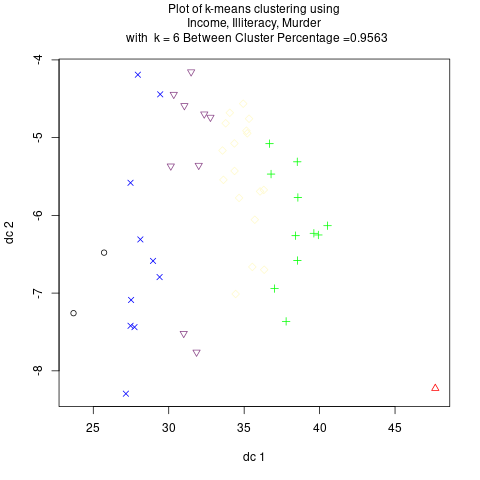 Plot of k-means clustering using
Income, Illiteracy, Murder
with  k = 6 Between Cluster Percentage =0.9563
-4
-5
-6
-7
-8
dc 2
25 30 35 40 45
dc 1